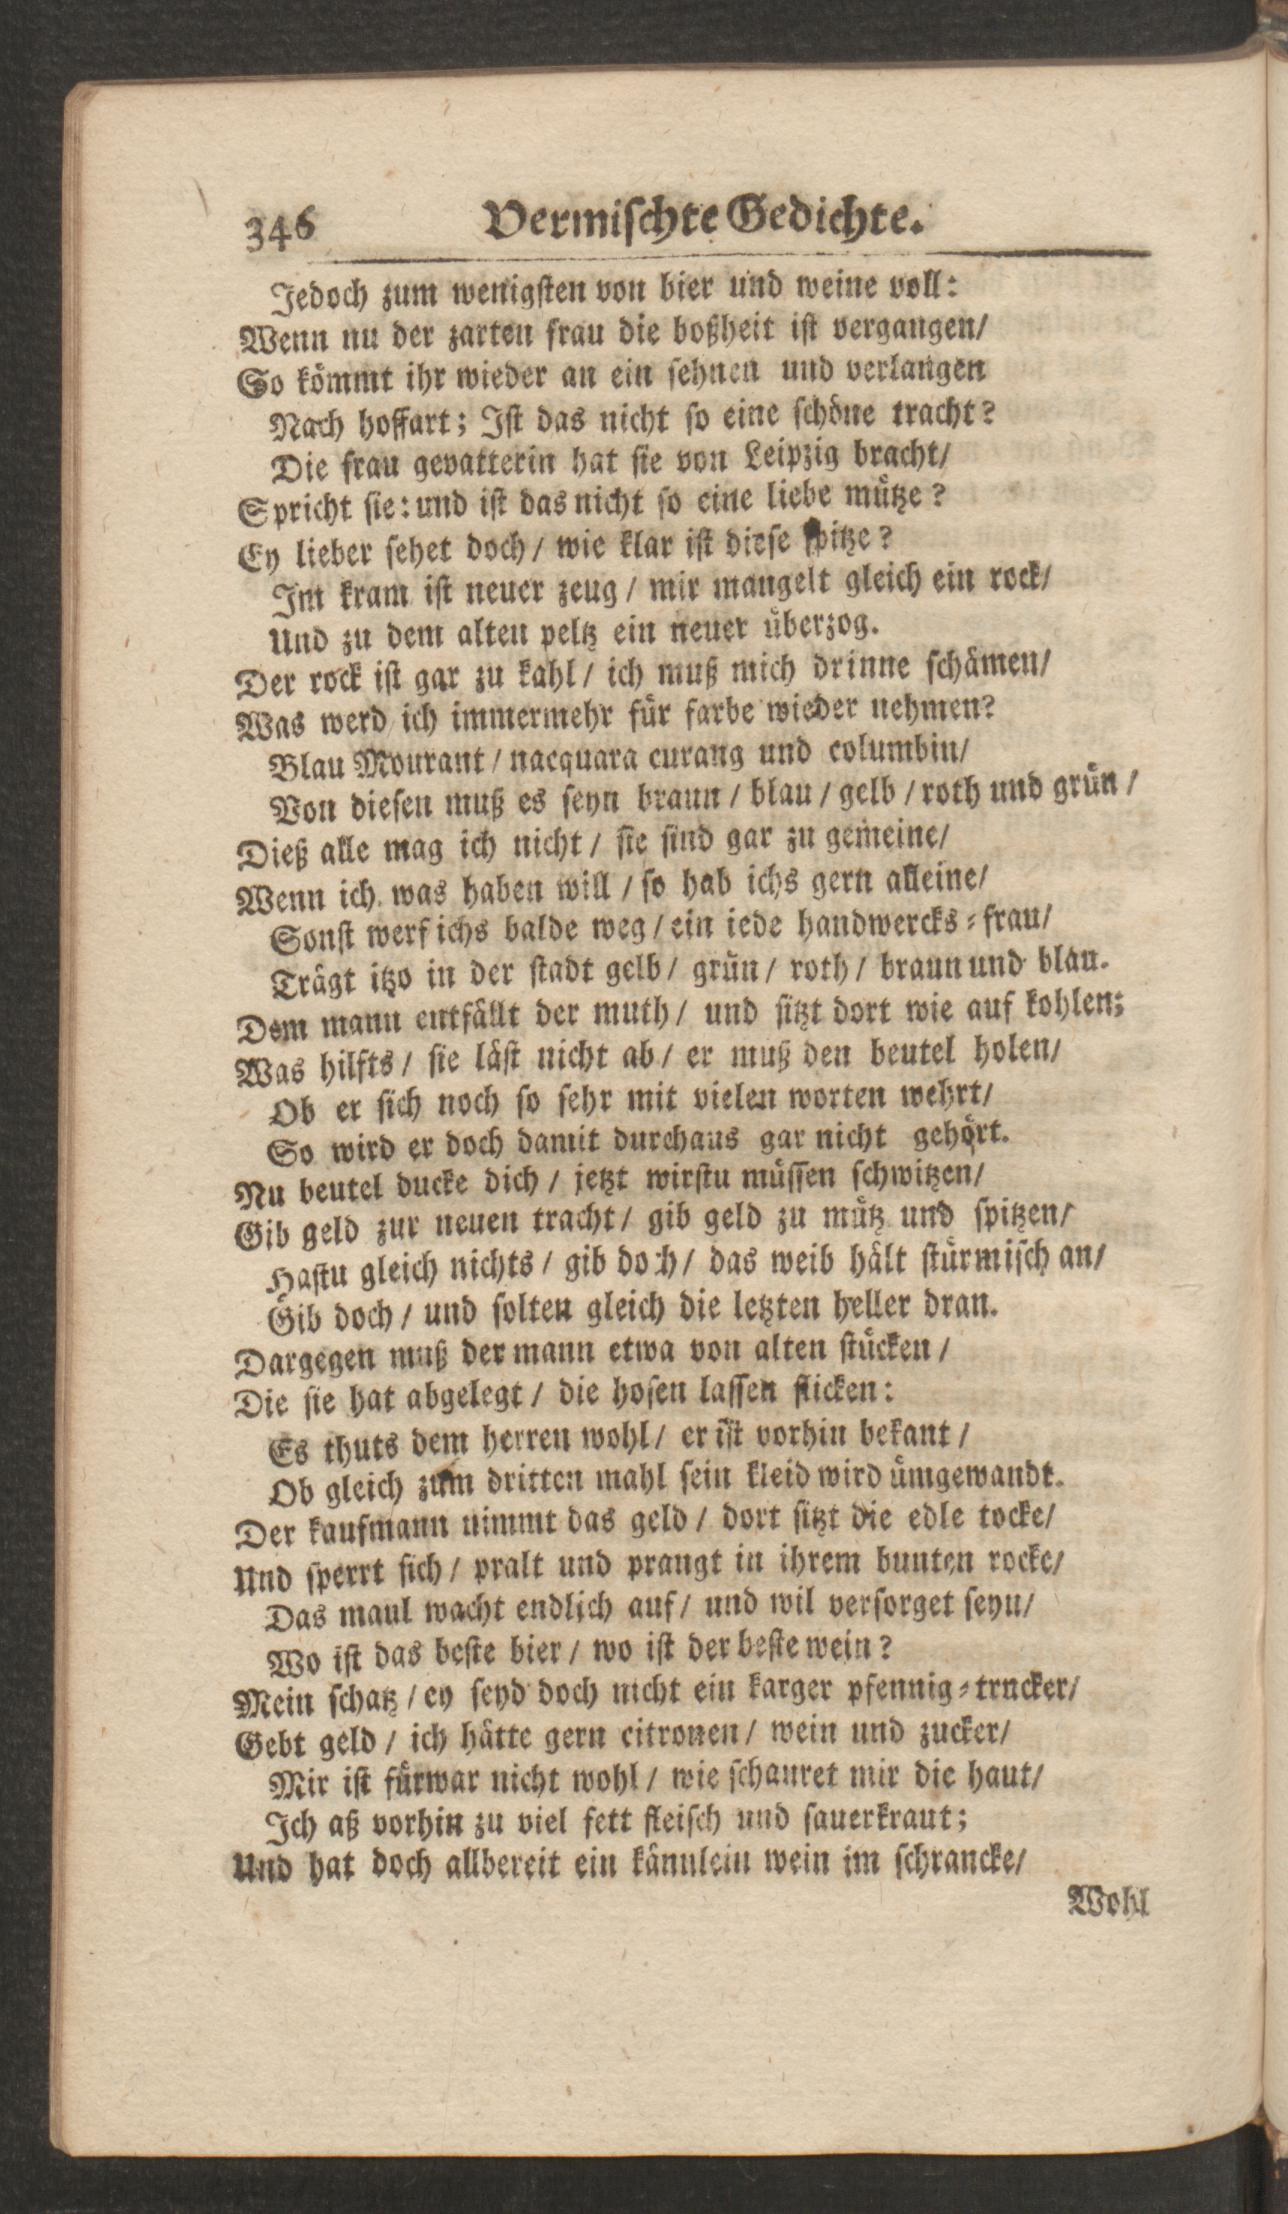 346 Vermischte Gedichte.
Jedoch zum wenigsten von bier und weine voll:
Wenn nu der zarten frau die boßheit ist vergangen/
So kömmt ihr wieder an ein sehnen und verlangen
Nach hoffart; Ist das nicht so eine schöne tracht?
Die frau gevatterin hat sie von Leipzig bracht/
Spricht sie: und ist das nicht so eine liebe mütze?
Ey lieber sehet doch/ wie klar ist diese spitze?
Im kram ist neuer zeug/ mir mangelt gleich ein rock/
Und zu dem alten peltz ein neuer überzog.
Der rock ist gar zu kahl/ ich muß mich drinne schämen/
Was werd ich immermehr für farbe wieder nehmen?
Blau Mourant/ nacquara curang und columbin/
Von diesen muß es seyn braun/ blau/ gelb/ roth und grün/
Dieß alle mag ich nicht/ sie sind gar zu gemeine/
Wenn ich was haben will/ so hab ichs gern alleine/
Sonst werf ichs balde weg/ ein iede handwercks-frau/
Trägt itzo in der stadt gelb/ grün/ roth/ braun und blau.
Dem mann entfällt der muth/ und sitzt dort wie auf kohlen;
Was hilfts/ sie läst nicht ab/ er muß den beutel holen/
Ob er sich noch so sehr mit vielen worten wehrt/
So wird er doch damit durchaus gar nicht gehört.
Nu beutel ducke dich/ jetzt wirstu müssen schwitzen/
Gib geld zur neuen tracht/ gib geld zu mütz und spitzen/
Hastu gleich nichts/ gib doch/ das weib hält stürmisch an/
Gib doch/ und solten gleich die letzten heller dran.
Dargegen muß der mann etwa von alten stücken/
Die sie hat abgelegt/ die hosen lassen flicken:
Es thuts dem herren wohl/ er ist vorhin bekant/
Ob gleich zum dritten mahl sein kleid wird ümgewandt.
Der kaufmann nimmt das geld/ dort sitzt die edle tocke/
Und sperrt sich/ pralt und prangt in ihrem bunten rocke/
Das maul wacht endlich auf/ und wil versorget seyn/
Wo ist das beste bier/ wo ist der beste wein?
Mein schatz/ ey seyd doch nicht ein karger pfennig-trucker/
Gebt geld/ ich hätte gern citronen/ wein und zucker/
Mir ist fürwar nicht wohl/ wie schauret mir die haut/
Ich aß vorhin zu viel fett fleisch und sauerkraut;
Und hat doch allbereit ein kännlein wein im schrancke/
Wohl